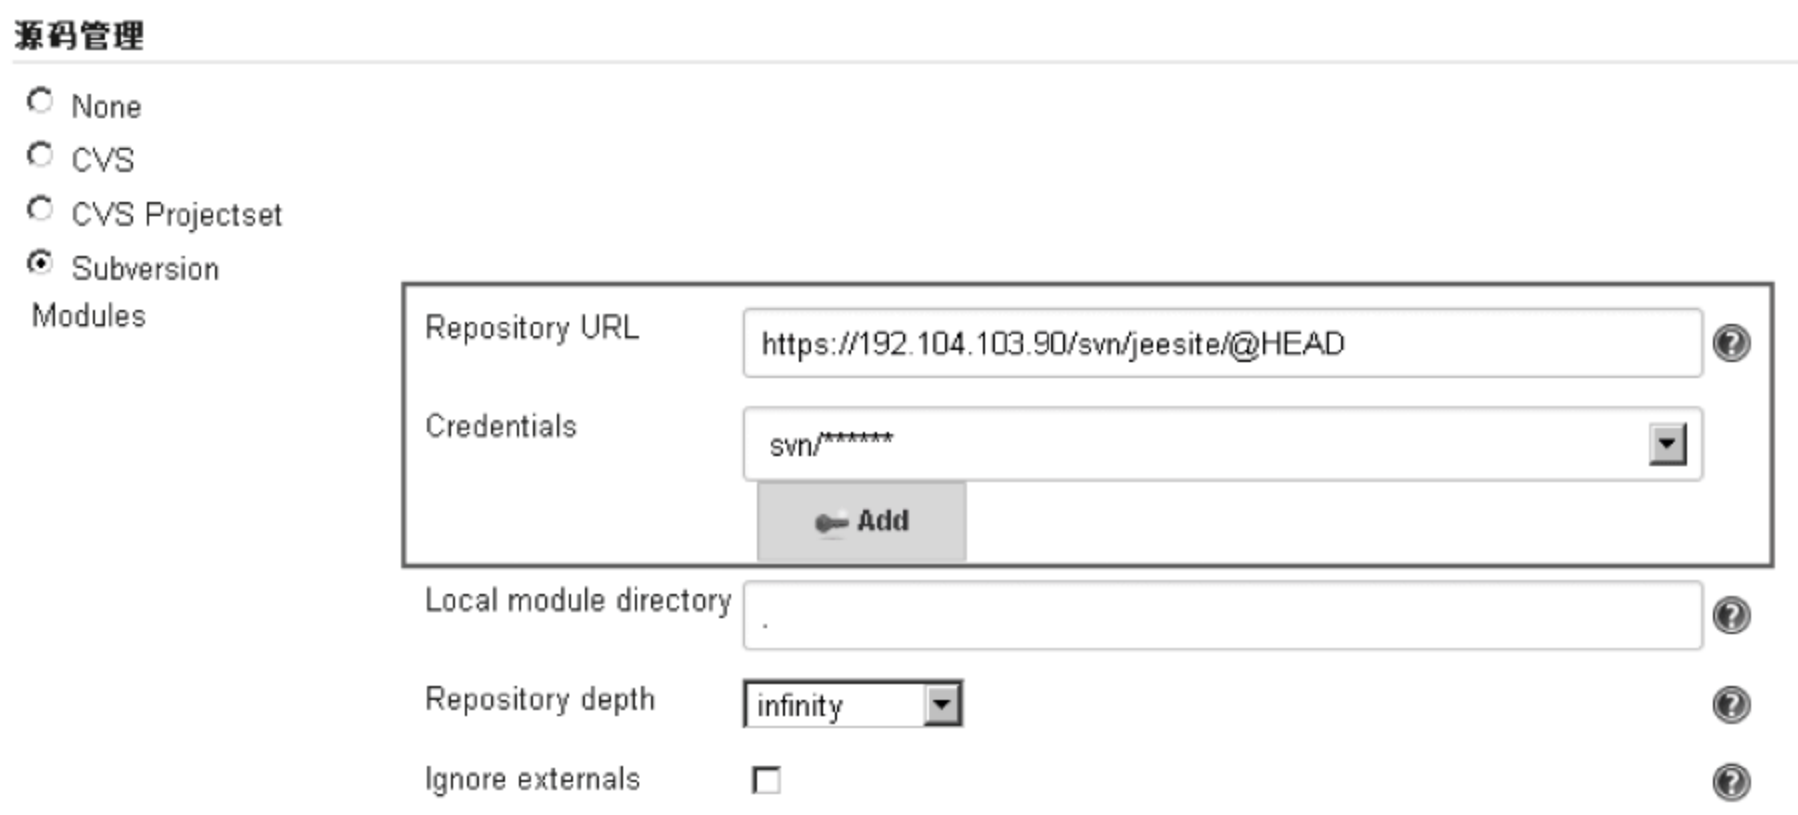 源码管理
None
CVS
CVS Projectset
Subversion
Modules
Repository URL
https://192.104.103.90/svn/jeesite/@HEAD
Credentials
svn/******
Add
Local module directory
.
Repository depth
infinity
Ignore externals